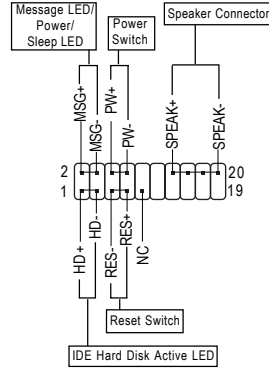 Message LED/
Power/
Sleep LED
Power
Switch
Speaker Connector
MSG+
MSG-
PW+
PW-
SPEAK+
SPEAK-
2
20
1
19
HD+
HD-
RES-
RES+
NC
Reset Switch
IDE Hard Disk Active LED